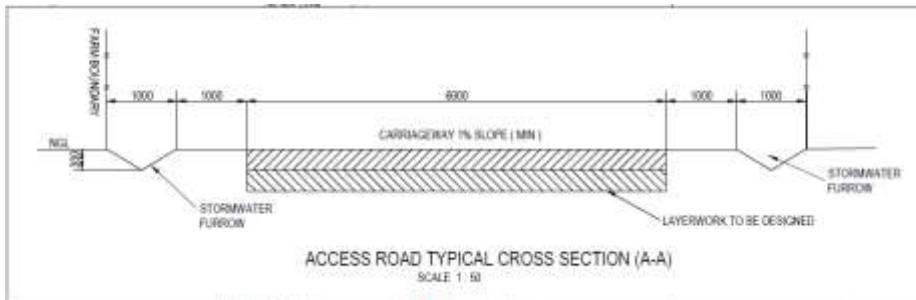 FARM BOUNDARY
1000
1000
6000
1000
1000
NGL
CARRIAGEWAY 1% SLOPE ( MIN )
300
STORMWATER
FURROW
STORMWATER
FURROW
LAYERWORK TO BE DESIGNED
ACCESS ROAD TYPICAL CROSS SECTION (A-A)
SCALE 1 : 50